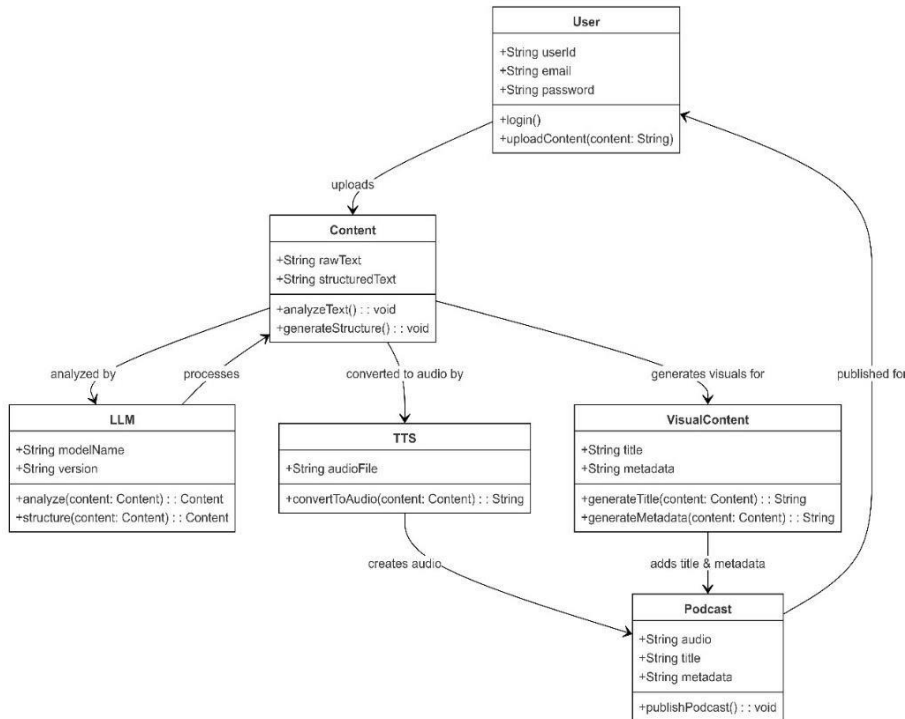 User
+String userId
+String email
+String password
+login()
+uploadContent(content: String)
uploads
Content
+String rawText
+String structuredText
+analyzeText() : : void
+generateStructure() : : void
analyzed by
processes
converted to audio by
generates visuals for
published for
LLM
+String modelName
+String version
+analyze(content: Content) : : Content
+structure(content: Content) : : Content
TTS
+String audioFile
+convertToAudio(content: Content) : : String
VisualContent
+String title
+String metadata
+generateTitle(content: Content) : : String
+generateMetadata(content: Content) : : String
creates audio
adds title & metadata
Podcast
+String audio
+String title
+String metadata
+publishPodcast() : : void